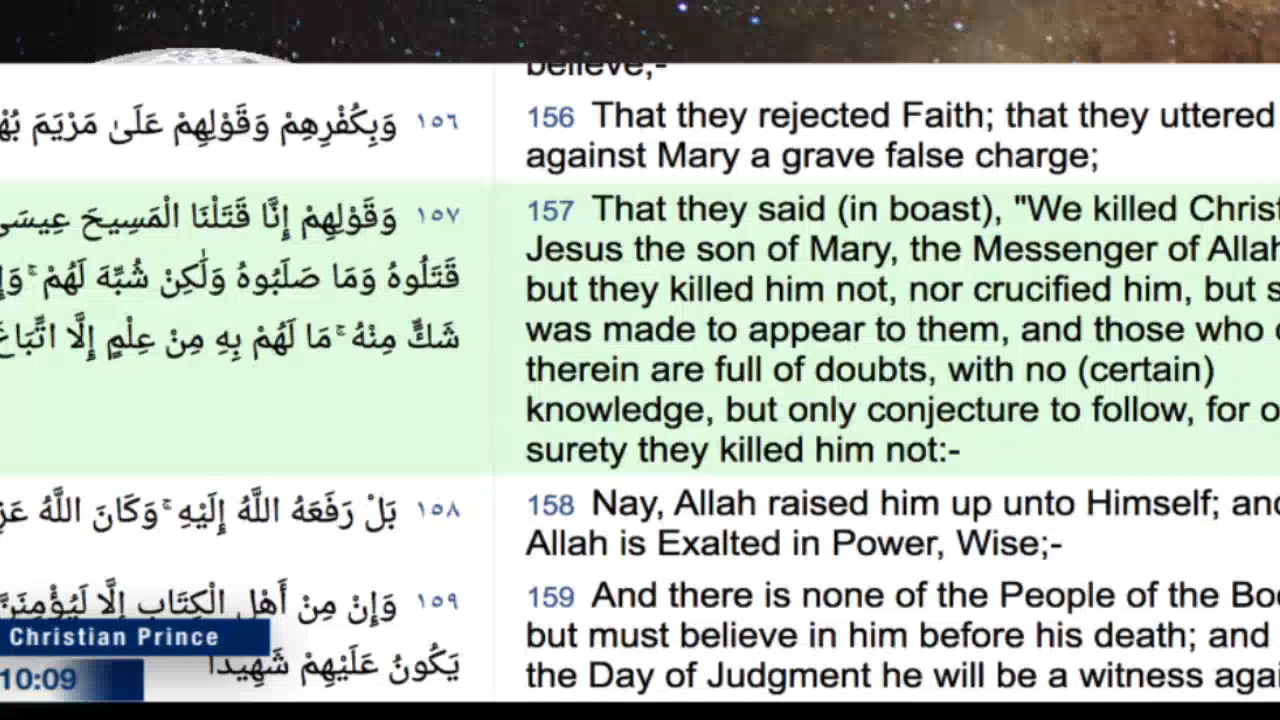 believe;-
وَبِكُفْرِهِمْ وَقَوْلِهِمْ عَلَىٰ مَرْيَمَ ١٥٦
156 That they rejected Faith; that they uttered
against Mary a grave false charge;
وَقَوْلِهِمْ إِنَّا قَتَلْنَا الْمَسِيحَ عِيسَى ١٥٧
قَتَلُوهُ وَمَا صَلَبُوهُ وَلَٰكِنْ شُبِّهَ لَهُمْ ۚ
شَكٍّ مِنْهُ ۚ مَا لَهُمْ بِهِ مِنْ عِلْمٍ إِلَّا
157 That they said (in boast), "We killed Christ
Jesus the son of Mary, the Messenger of Allah
but they killed him not, nor crucified him, but
was made to appear to them, and those who
therein are full of doubts, with no (certain)
knowledge, but only conjecture to follow, for
surety they killed him not:-
بَلْ رَفَعَهُ اللَّهُ إِلَيْهِ ۚ وَكَانَ اللَّهُ ١٥٨
158 Nay, Allah raised him up unto Himself; and
Allah is Exalted in Power, Wise;-
وَإِنْ مِنْ أَهْلِ الْكِتَابِ إِلَّا لَيُؤْمِنَنَّ ١٥٩
يَكُونُ عَلَيْهِمْ شَهِيدًا
159 And there is none of the People of the
but must believe in him before his death; and
the Day of Judgment he will be a witness
Christian Prince
10:09